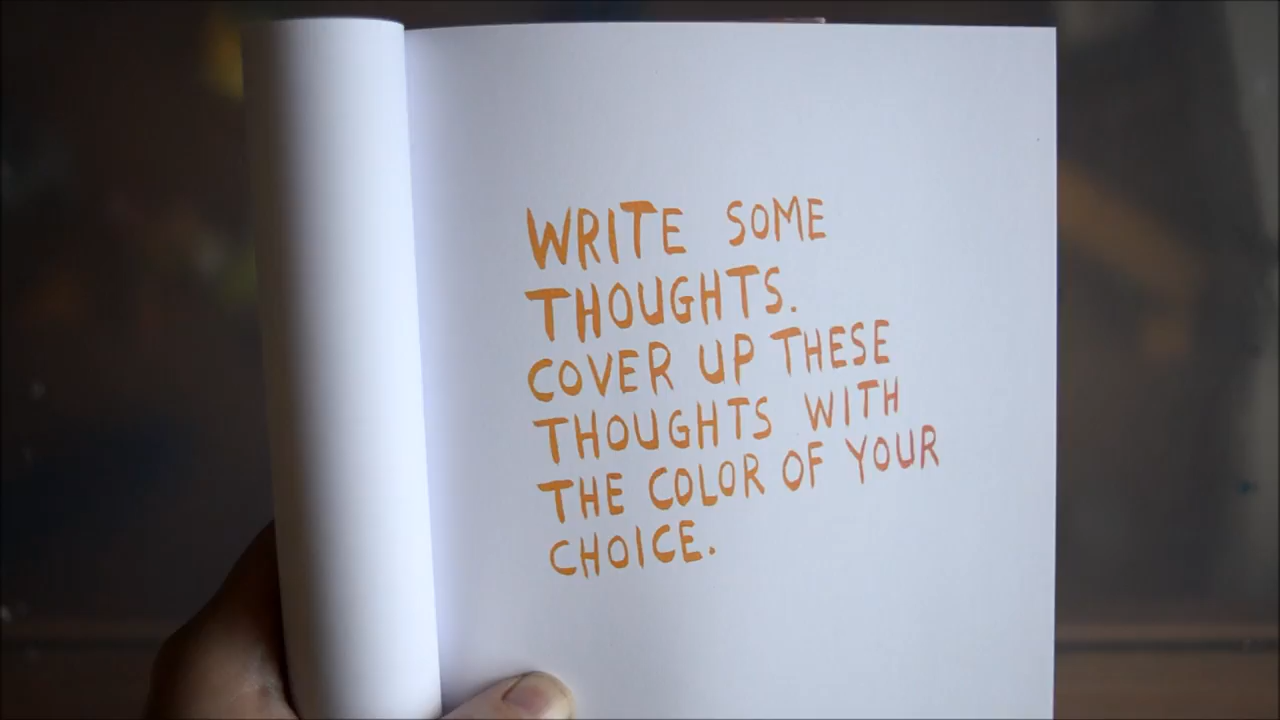 WRITE SOME
THOUGHTS.
COVER UP THESE
THOUGHTS WITH
THE COLOR OF YOUR
CHOICE.